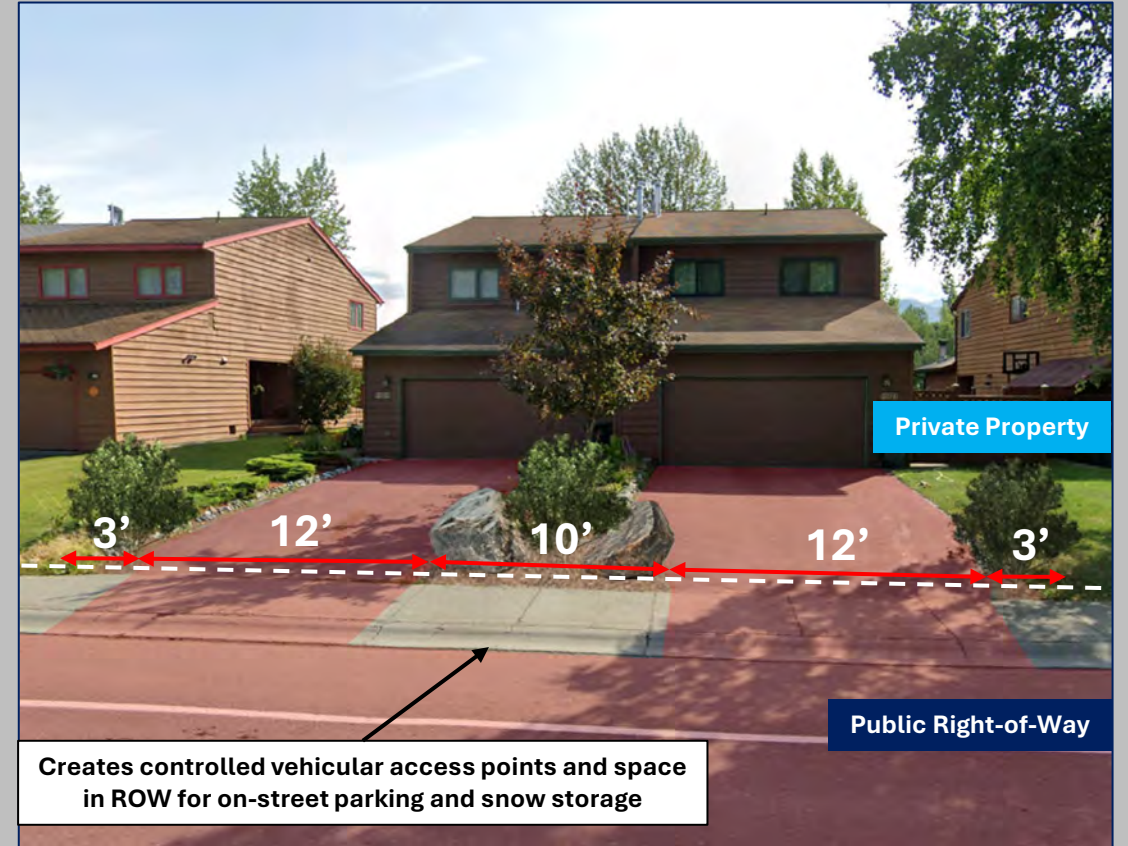 Private Property
3’
12’
10’
12’
3’
Public Right-of-Way
Creates controlled vehicular access points and space
in ROW for on-street parking and snow storage